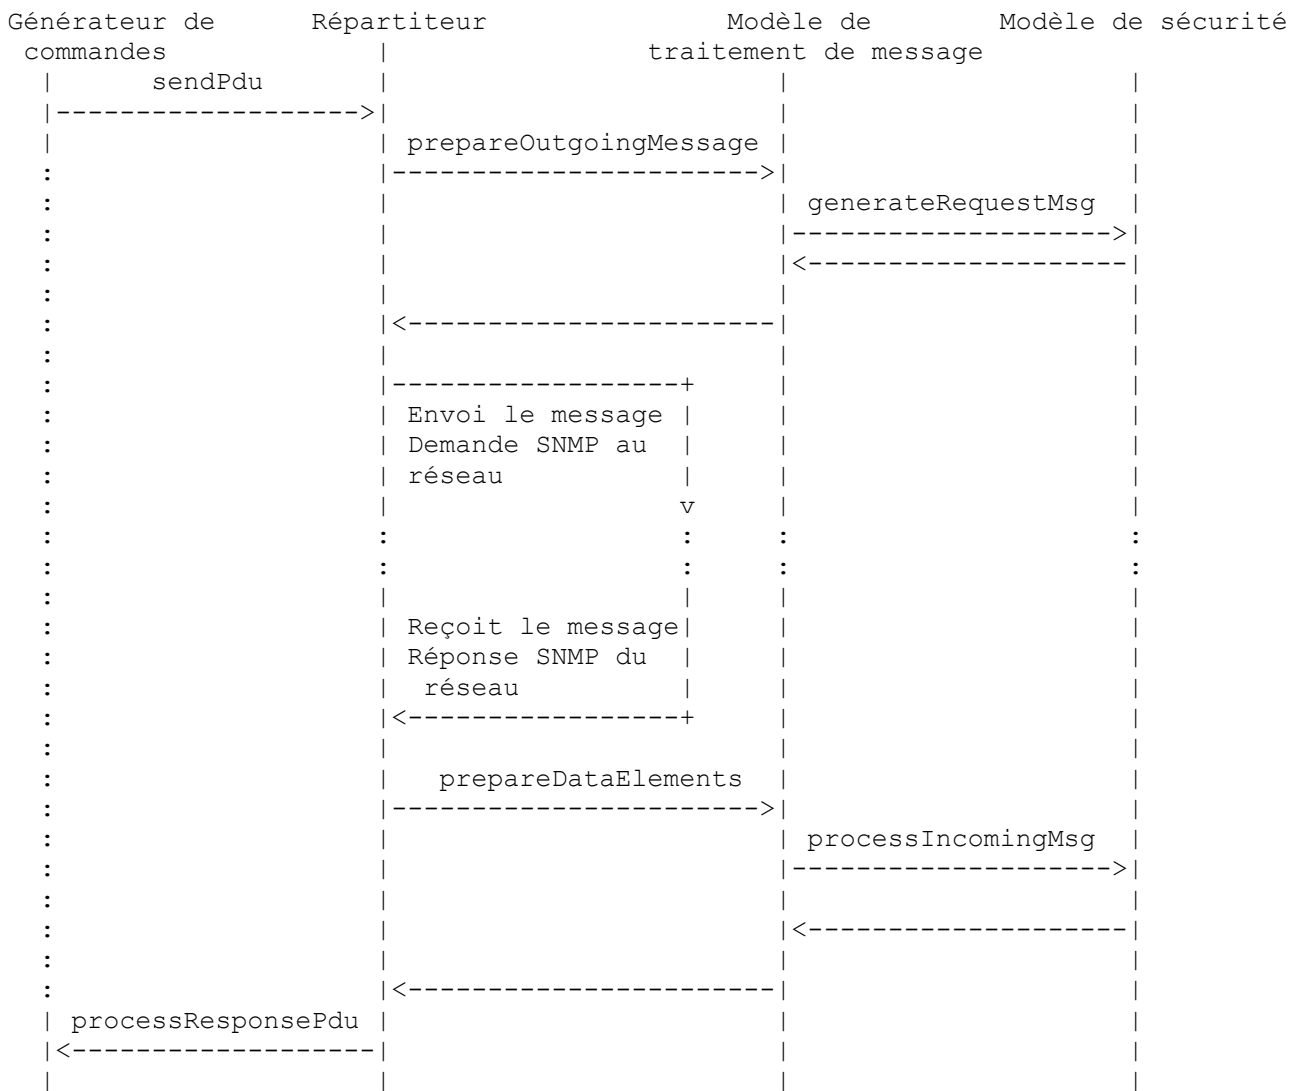 Générateur de Répartiteur Modèle de Modèle de sécurité
commandes traitement de message
sendPdu
prepareOutgoingMessage
generateRequestMsg
Envoi le message
Demande SNMP au
réseau
v
Reçoit le message
Réponse SNMP du
réseau
prepareDataElements
processIncomingMsg
processResponsePdu